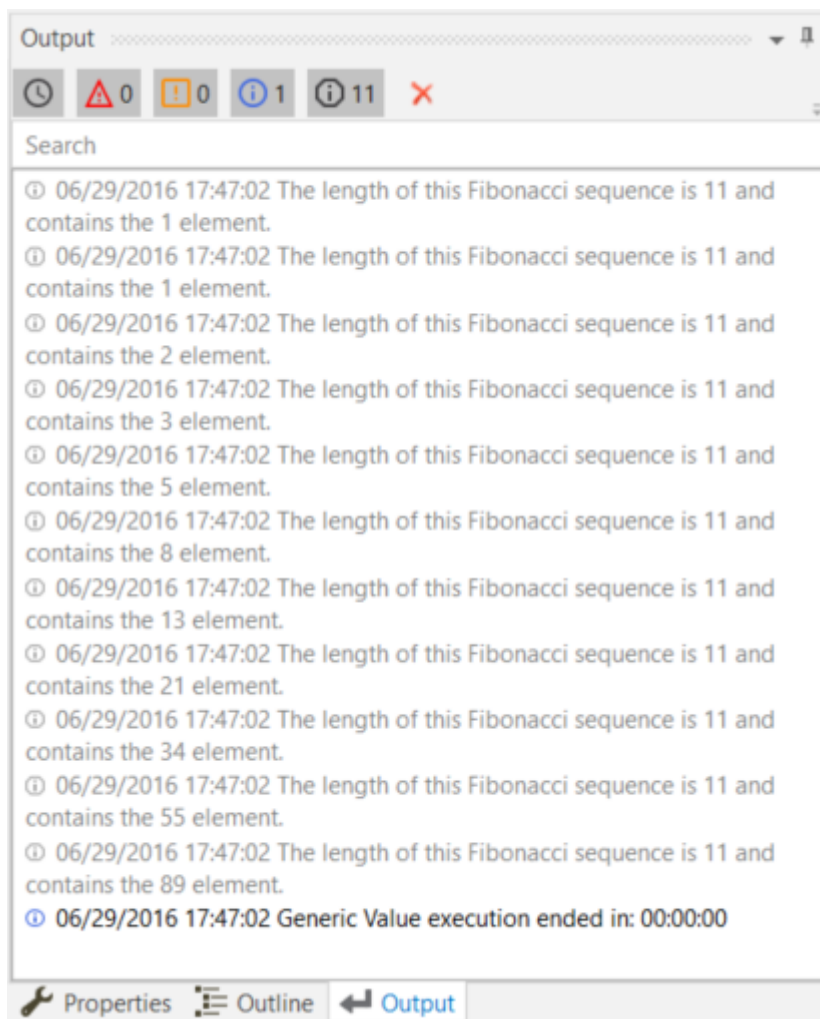 Output
0 0 1 11
Search
06/29/2016 17:47:02 The length of this Fibonacci sequence is 11 and
contains the 1 element.
06/29/2016 17:47:02 The length of this Fibonacci sequence is 11 and
contains the 1 element.
06/29/2016 17:47:02 The length of this Fibonacci sequence is 11 and
contains the 2 element.
06/29/2016 17:47:02 The length of this Fibonacci sequence is 11 and
contains the 3 element.
06/29/2016 17:47:02 The length of this Fibonacci sequence is 11 and
contains the 5 element.
06/29/2016 17:47:02 The length of this Fibonacci sequence is 11 and
contains the 8 element.
06/29/2016 17:47:02 The length of this Fibonacci sequence is 11 and
contains the 13 element.
06/29/2016 17:47:02 The length of this Fibonacci sequence is 11 and
contains the 21 element.
06/29/2016 17:47:02 The length of this Fibonacci sequence is 11 and
contains the 34 element.
06/29/2016 17:47:02 The length of this Fibonacci sequence is 11 and
contains the 55 element.
06/29/2016 17:47:02 The length of this Fibonacci sequence is 11 and
contains the 89 element.
06/29/2016 17:47:02 Generic Value execution ended in: 00:00:00
Properties Outline Output